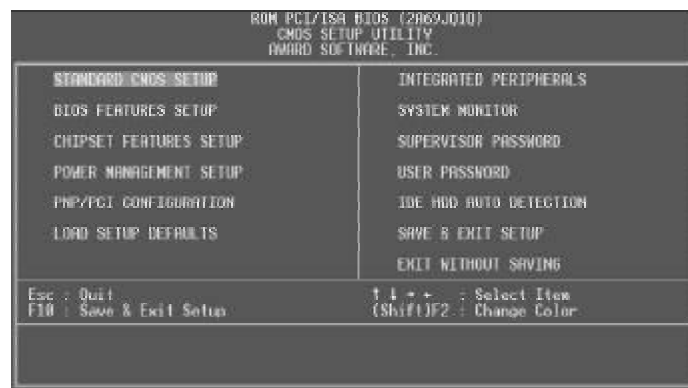 ROM PCI/ISA BIOS (2A69JQ1Q)
CMOS SETUP UTILITY
AWARD SOFTWARE, INC.
STANDARD CMOS SETUP
BIOS FEATURES SETUP
CHIPSET FEATURES SETUP
POWER MANAGEMENT SETUP
PNP/PCI CONFIGURATION
LOAD SETUP DEFAULTS
INTEGRATED PERIPHERALS
SYSTEM MONITOR
SUPERVISOR PASSWORD
USER PASSWORD
IDE HDD AUTO DETECTION
SAVE & EXIT SETUP
EXIT WITHOUT SAVING
Esc : Quit
F10 : Save & Exit Setup
↑ ↓ → ← : Select Item
(Shift)F2 : Change Color